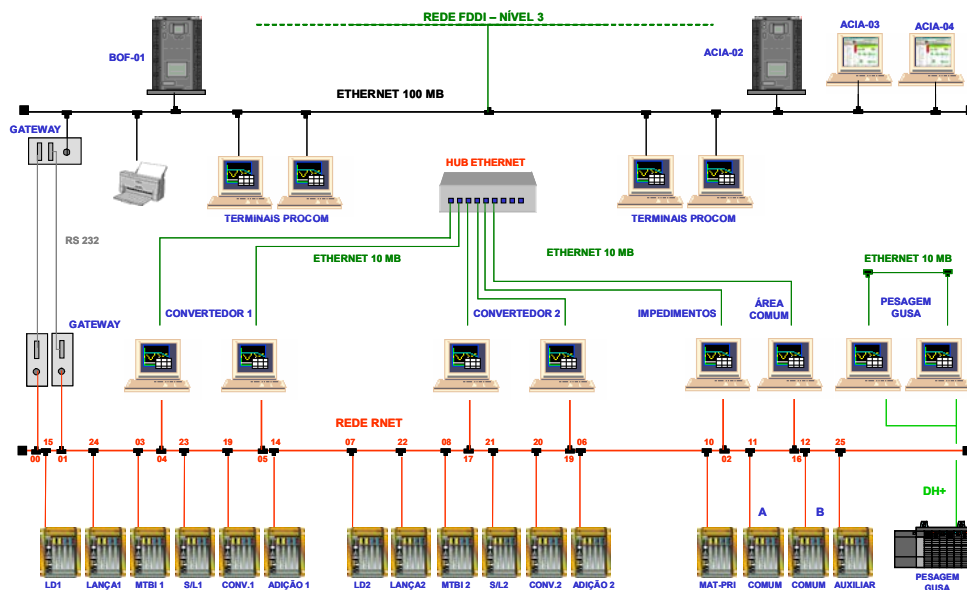 REDE FDDI – NÍVEL 3
BOF-01
ACIA-02
ACIA-03
ACIA-04
ETHERNET 100 MB
GATEWAY
HUB ETHERNET
TERMINAIS PROCOM
TERMINAIS PROCOM
RS 232
ETHERNET 10 MB
ETHERNET 10 MB
ETHERNET 10 MB
GATEWAY
CONVERTEDOR 1
CONVERTEDOR 2
IMPEDIMENTOS
ÁREA
COMUM
PESAGEM
GUSA
REDE RNET
15 24 03 23 19 14 07 22 08 21 20 06 10 11 12 25
00 01 04 05 17 19 02 16
DH+
A B
LD1 LANÇA1 MTBI 1 S/L1 CONV.1 ADIÇÃO 1 LD2 LANÇA2 MTBI 2 S/L2 CONV.2 ADIÇÃO 2 MAT-PRI COMUM COMUM AUXILIAR
PESAGEM
GUSA